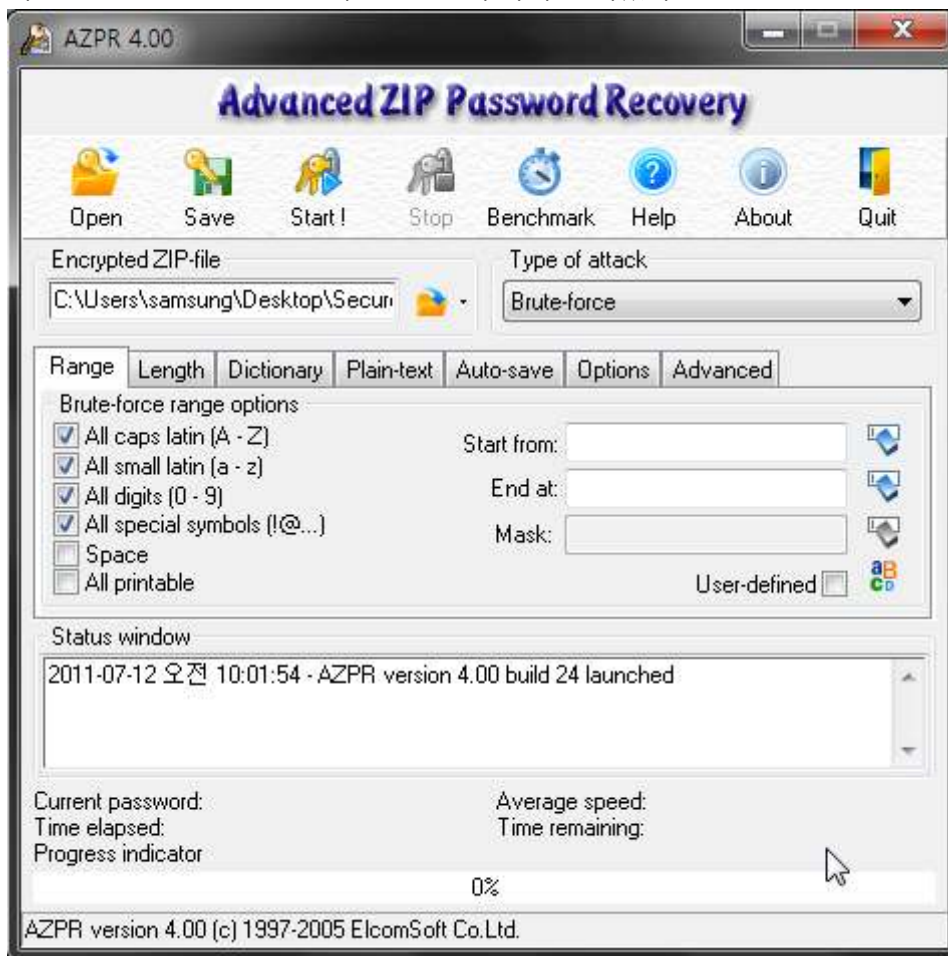 AZPR 4.00
Advanced ZIP Password Recovery
Open Save Start ! Stop Benchmark Help About Quit
Encrypted ZIP-file
C:\Users\samsung\Desktop\Secur
Type of attack
Brute-force
Range Length Dictionary Plain-text Auto-save Options Advanced
Brute-force range options
All caps latin (A - Z)
All small latin (a - z)
All digits (0 - 9)
All special symbols (!@...)
Space
All printable
Start from:
End at:
Mask:
User-defined
aBCD
Status window
2011-07-12 오전 10:01:54 - AZPR version 4.00 build 24 launched
Current password:
Average speed:
Time elapsed:
Time remaining:
Progress indicator
0%
AZPR version 4.00 (c) 1997-2005 ElcomSoft Co.Ltd.